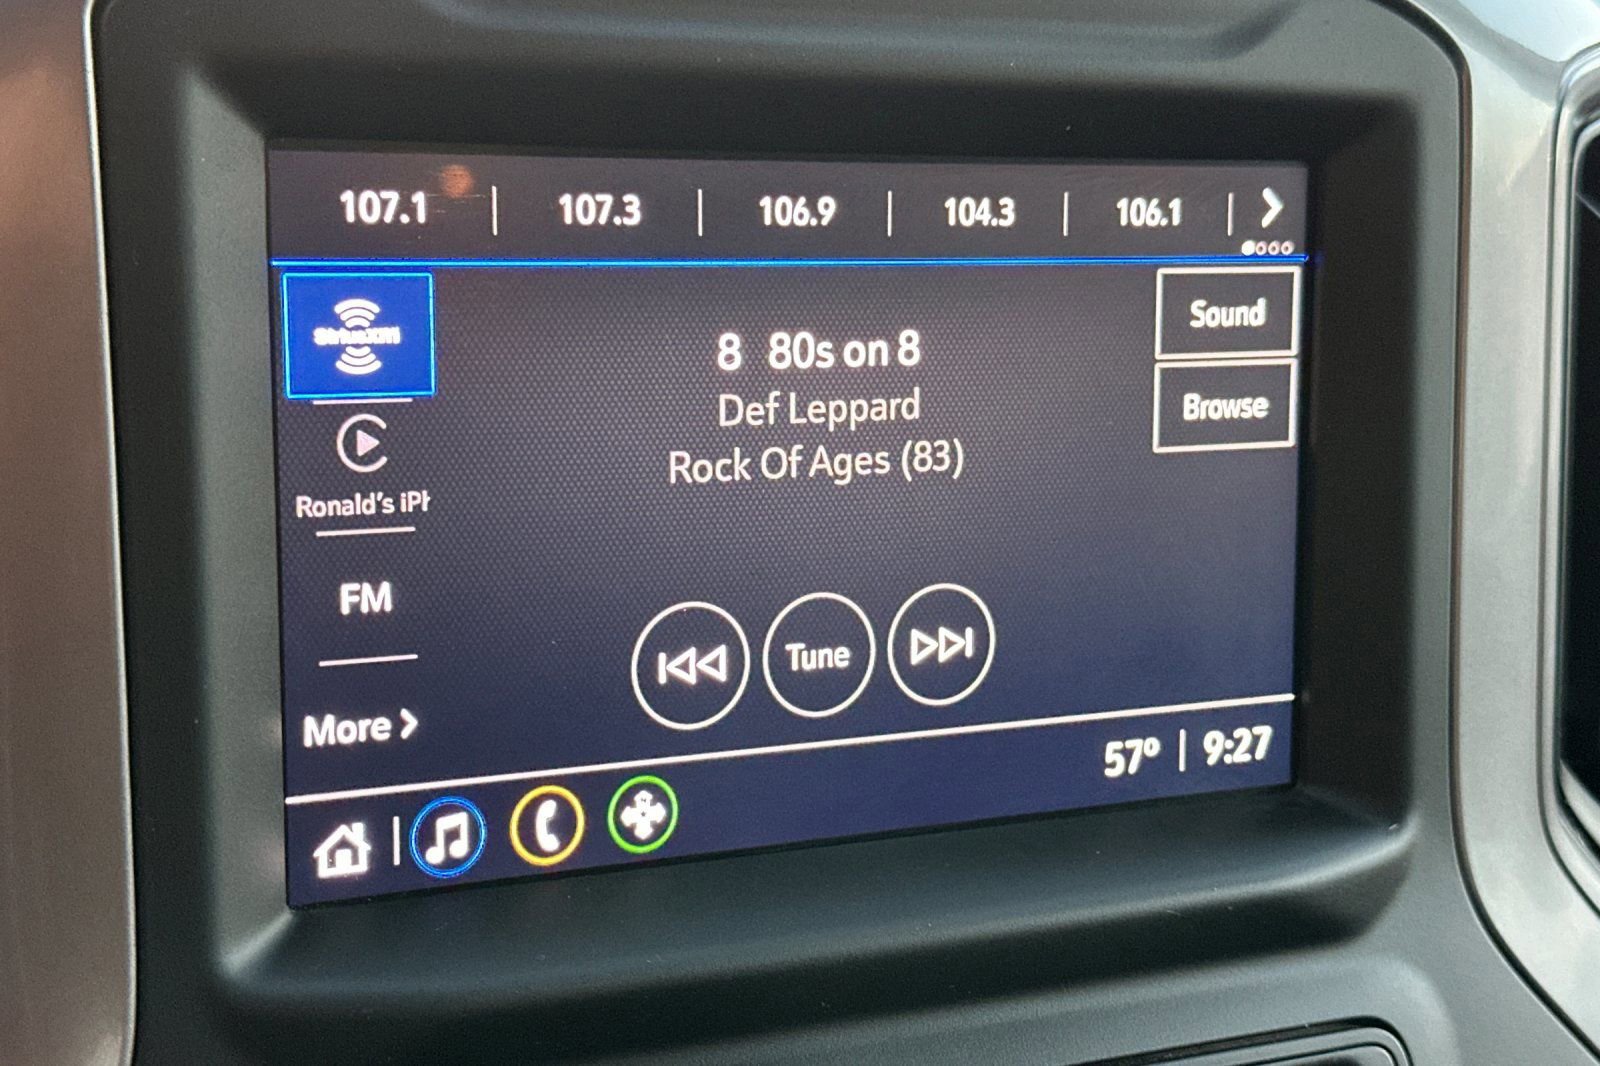 107.1 | 107.3 | 106.9 | 104.3 | 106.1 |
SiriusXM
8 80s on 8
Def Leppard
Rock Of Ages (83)
Sound
Browse
Ronald's iPh
FM
Tune
More
57° | 9:27